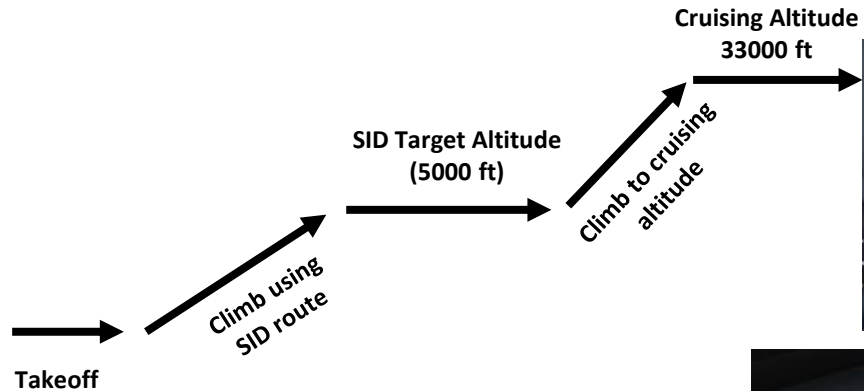 Cruising Altitude
33000 ft
SID Target Altitude
(5000 ft)
Climb to cruising
altitude
Climb using
SID route
Takeoff